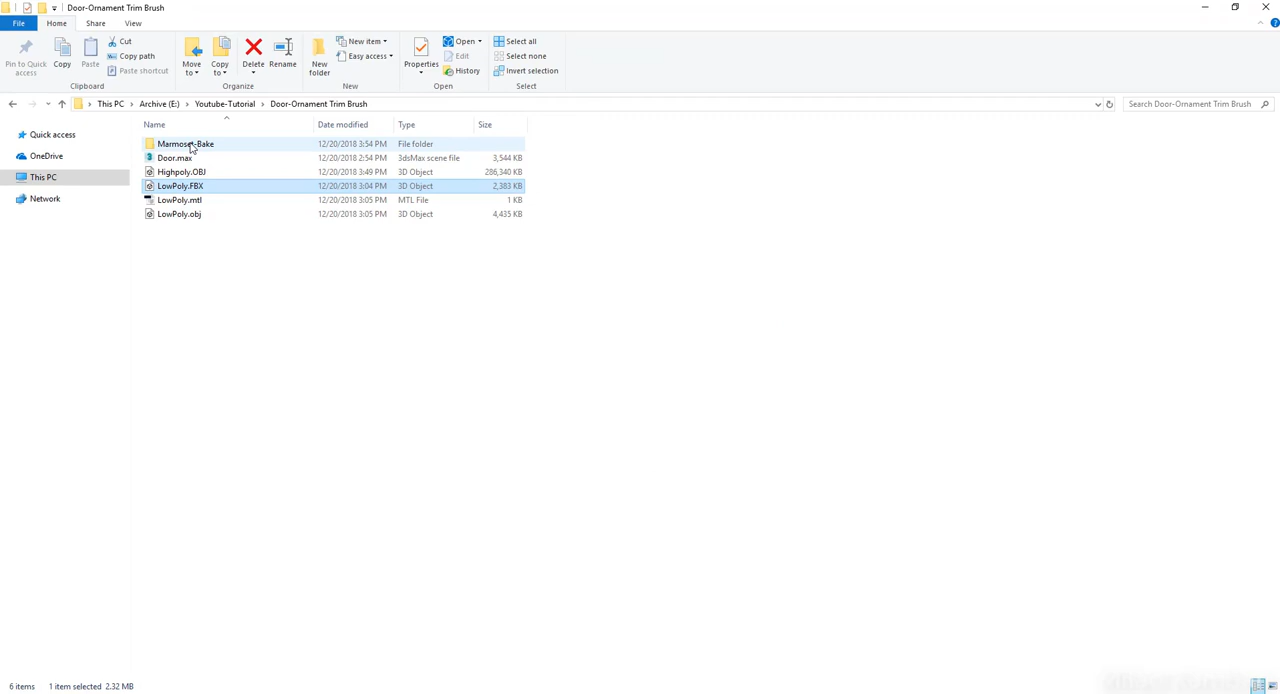 Door-Ornament Trim Brush
File Home Share View
Pin to Quick access
Copy
Paste
Cut
Copy path
Paste shortcut
Clipboard
Move to
Copy to
Delete
Rename
Organize
New folder
New item
Easy access
New
Properties
Open
Edit
History
Open
Select all
Select none
Invert selection
Select
This PC Archive (E:) Youtube-Tutorial Door-Ornament Trim Brush
Search Door-Ornament Trim Brush
Quick access
OneDrive
This PC
Network
Name Date modified Type Size
Marmoset-Bake 12/20/2018 3:54 PM File folder
Door.max 12/20/2018 2:54 PM 3dsMax scene file 3,544 KB
Highpoly.OBJ 12/20/2018 3:49 PM 3D Object 286,340 KB
LowPoly.FBX 12/20/2018 3:04 PM 3D Object 2,383 KB
LowPoly.mtl 12/20/2018 3:05 PM MTL File 1 KB
LowPoly.obj 12/20/2018 3:05 PM 3D Object 4,435 KB
6 items 1 item selected 2.32 MB